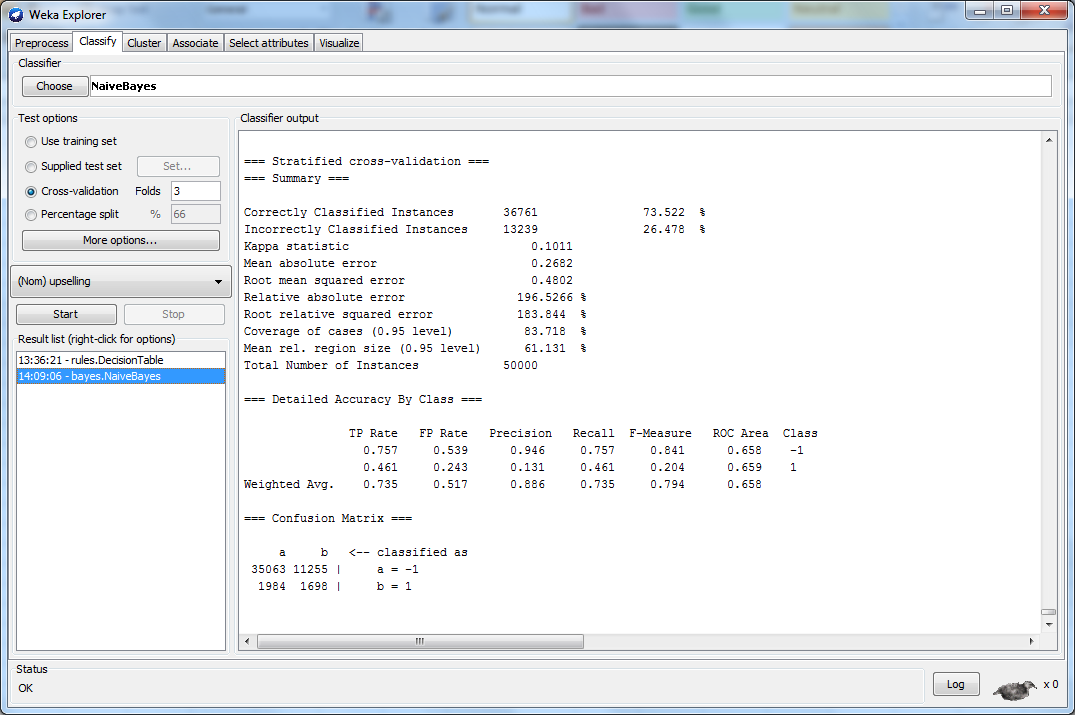 Weka Explorer
Preprocess Classify Cluster Associate Select attributes Visualize
Classifier
Choose NaiveBayes
Test options
Use training set
Supplied test set Set...
Cross-validation Folds 3
Percentage split % 66
More options...
(Nom) upselling
Start Stop
Result list (right-click for options)
13:36:21 - rules.DecisionTable
14:09:06 - bayes.NaiveBayes
Classifier output
=== Stratified cross-validation ===
=== Summary ===
Correctly Classified Instances 36761 73.522 %
Incorrectly Classified Instances 13239 26.478 %
Kappa statistic 0.1011
Mean absolute error 0.2682
Root mean squared error 0.4802
Relative absolute error 196.5266 %
Root relative squared error 183.844 %
Coverage of cases (0.95 level) 83.718 %
Mean rel. region size (0.95 level) 61.131 %
Total Number of Instances 50000
=== Detailed Accuracy By Class ===
TP Rate FP Rate Precision Recall F-Measure ROC Area Class
0.757 0.539 0.946 0.757 0.841 0.658 -1
0.461 0.243 0.131 0.461 0.204 0.659 1
Weighted Avg. 0.735 0.517 0.886 0.735 0.794 0.658
=== Confusion Matrix ===
a b <-- classified as
35063 11255 | a = -1
1984 1698 | b = 1
Status
OK
Log x 0